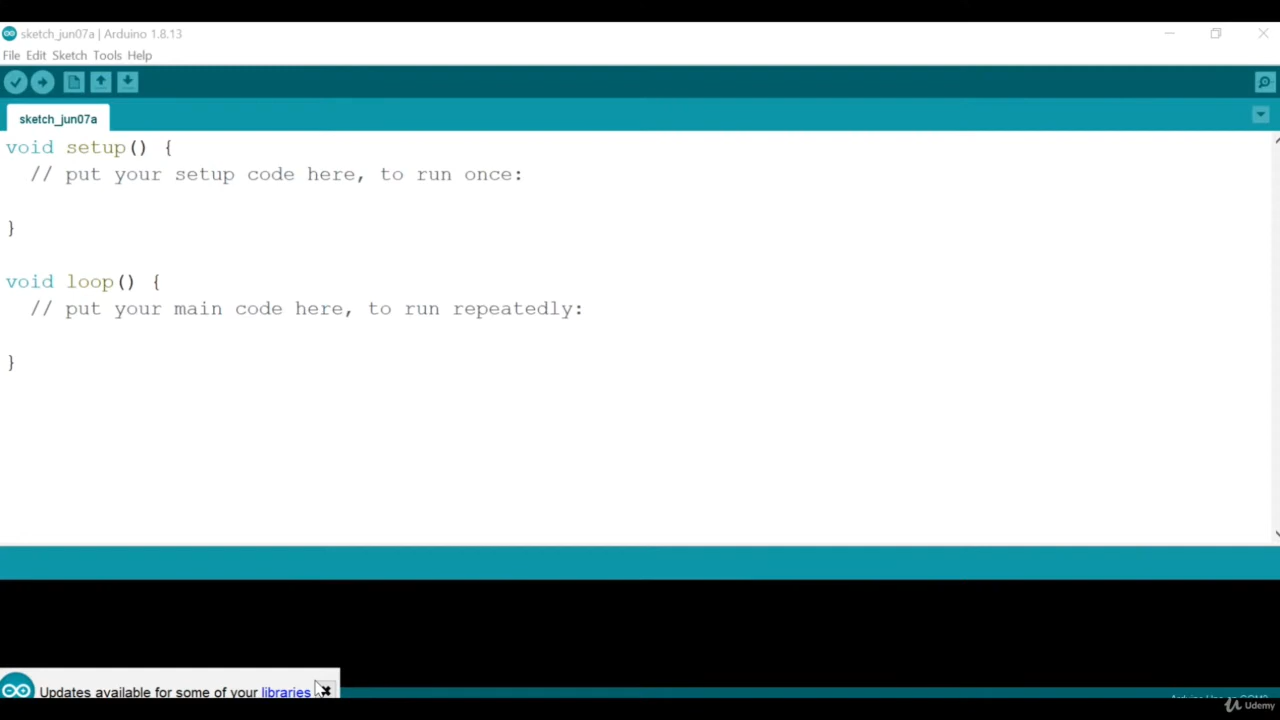 sketch_jun07a | Arduino 1.8.13
File Edit Sketch Tools Help
sketch_jun07a
void setup() {
// put your setup code here, to run once:
}
void loop() {
// put your main code here, to run repeatedly:
}
Updates available for some of your libraries
Udemy